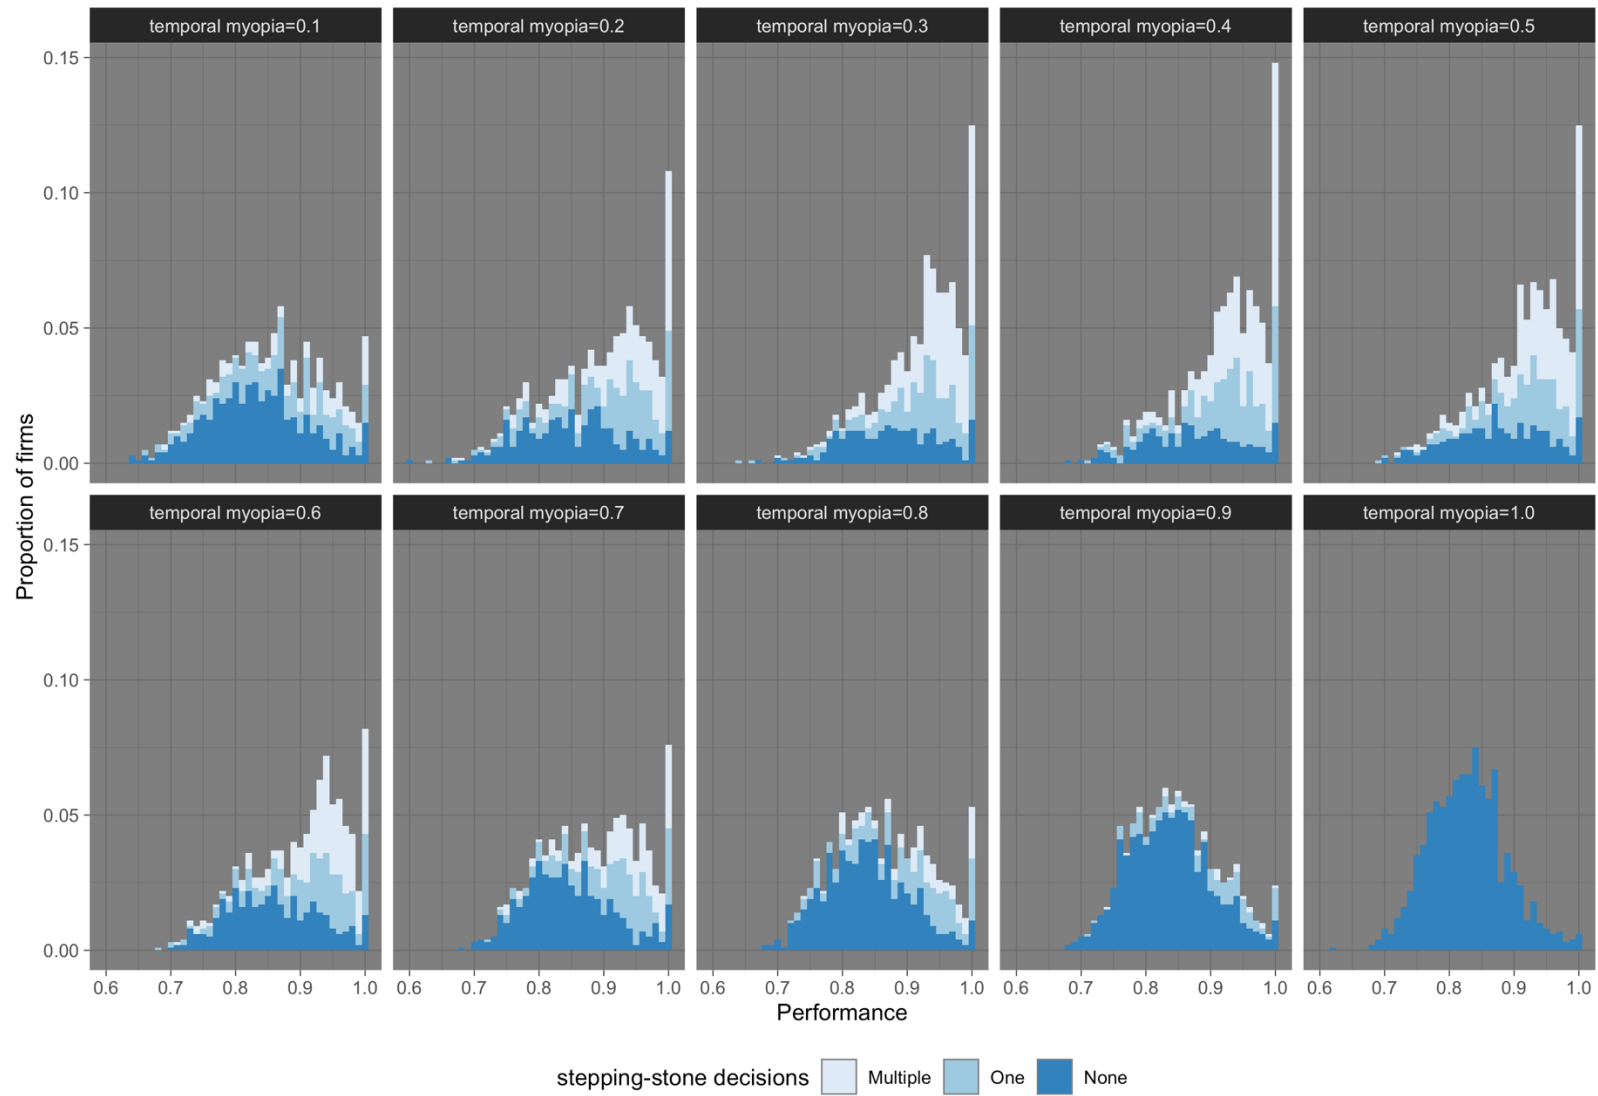 temporal myopia=0.1 temporal myopia=0.2 temporal myopia=0.3 temporal myopia=0.4 temporal myopia=0.5
0.15
0.10
0.05
0.00
Proportion of firms
temporal myopia=0.6 temporal myopia=0.7 temporal myopia=0.8 temporal myopia=0.9 temporal myopia=1.0
0.15
0.10
0.05
0.00
0.6 0.7 0.8 0.9 1.0 0.6 0.7 0.8 0.9 1.0 0.6 0.7 0.8 0.9 1.0 0.6 0.7 0.8 0.9 1.0 0.6 0.7 0.8 0.9 1.0
Performance
stepping-stone decisions Multiple One None